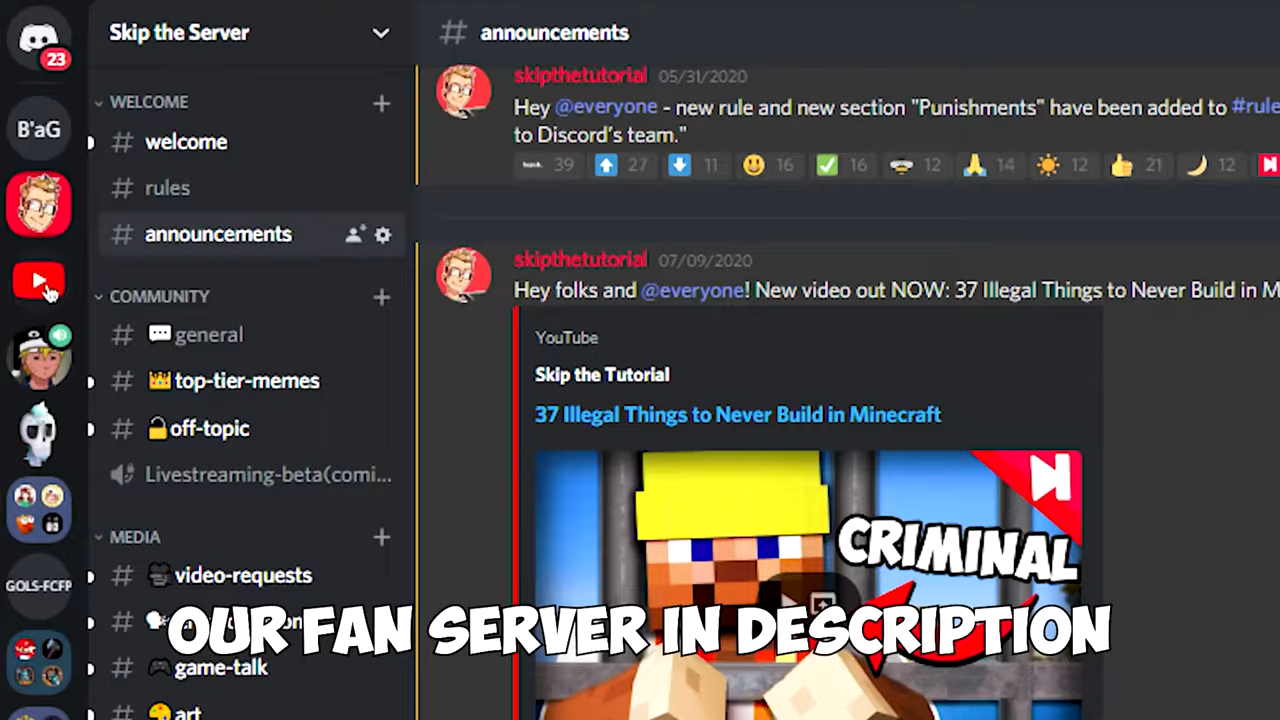 23
B'aG
GOLS-FCFP
Skip the Server
WELCOME
welcome
rules
announcements
COMMUNITY
general
top-tier-memes
off-topic
Livestreaming-beta(comi...
MEDIA
video-requests
game-talk
art
announcements
skipthetutorial 05/31/2020
Hey @everyone - new rule and new section "Punishments" have been added to #rule
to Discord's team."
39 27 11 16 16 12 14 12 21 12
skipthetutorial 07/09/2020
Hey folks and @everyone! New video out NOW: 37 Illegal Things to Never Build in M
YouTube
Skip the Tutorial
37 Illegal Things to Never Build in Minecraft
CRIMINAL
OUR FAN SERVER IN DESCRIPTION